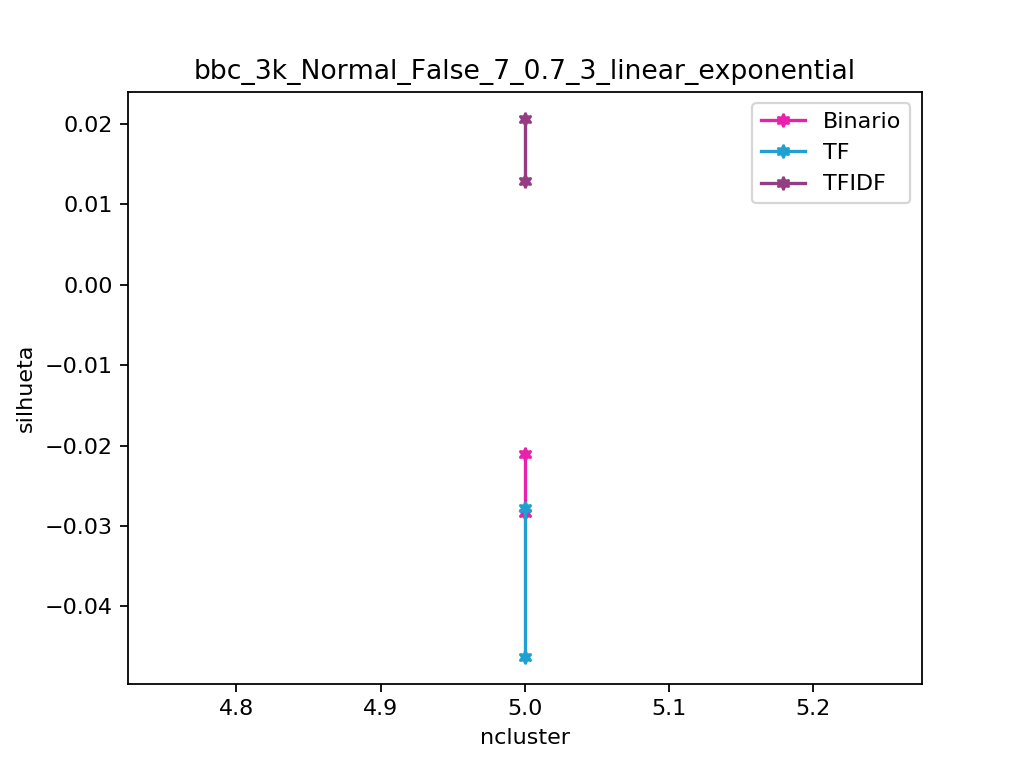 bbc_3k_Normal_False_7_0.7_3_linear_exponential
Binario
TF
TFIDF
0.02
0.01
0.00
−0.01
−0.02
−0.03
−0.04
silhueta
4.8 4.9 5.0 5.1 5.2
ncluster